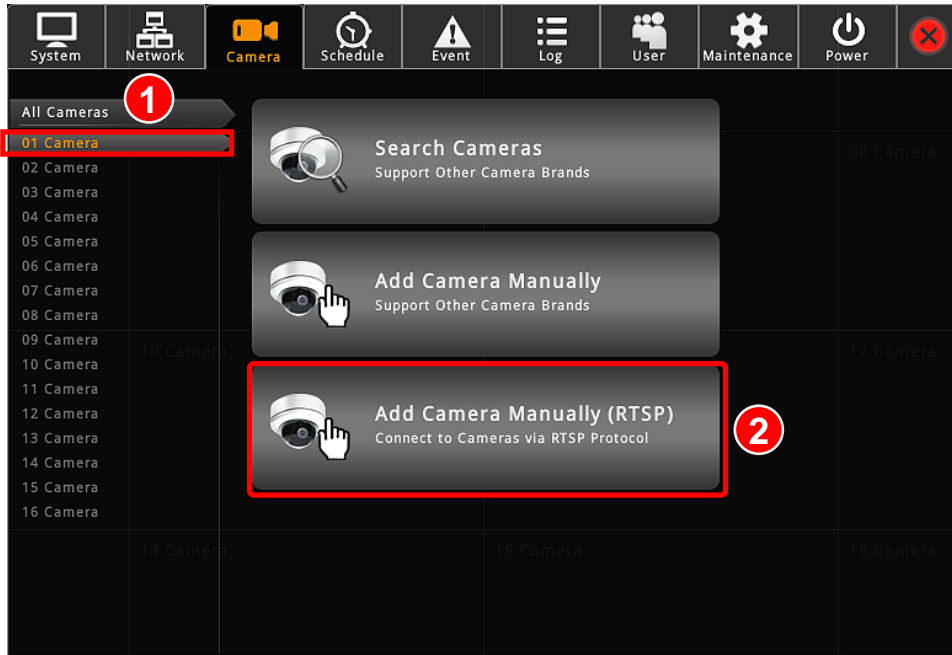 System Network Camera Schedule Event Log User Maintenance Power
1
All Cameras
01 Camera
02 Camera
03 Camera
04 Camera
05 Camera
06 Camera
07 Camera
08 Camera
09 Camera
10 Camera
11 Camera
12 Camera
13 Camera
14 Camera
15 Camera
16 Camera
Search Cameras
Support Other Camera Brands
Add Camera Manually
Support Other Camera Brands
Add Camera Manually (RTSP)
Connect to Cameras via RTSP Protocol
2
08 Camera
10 Camera
12 Camera
14 Camera
15 Camera
16 Camera